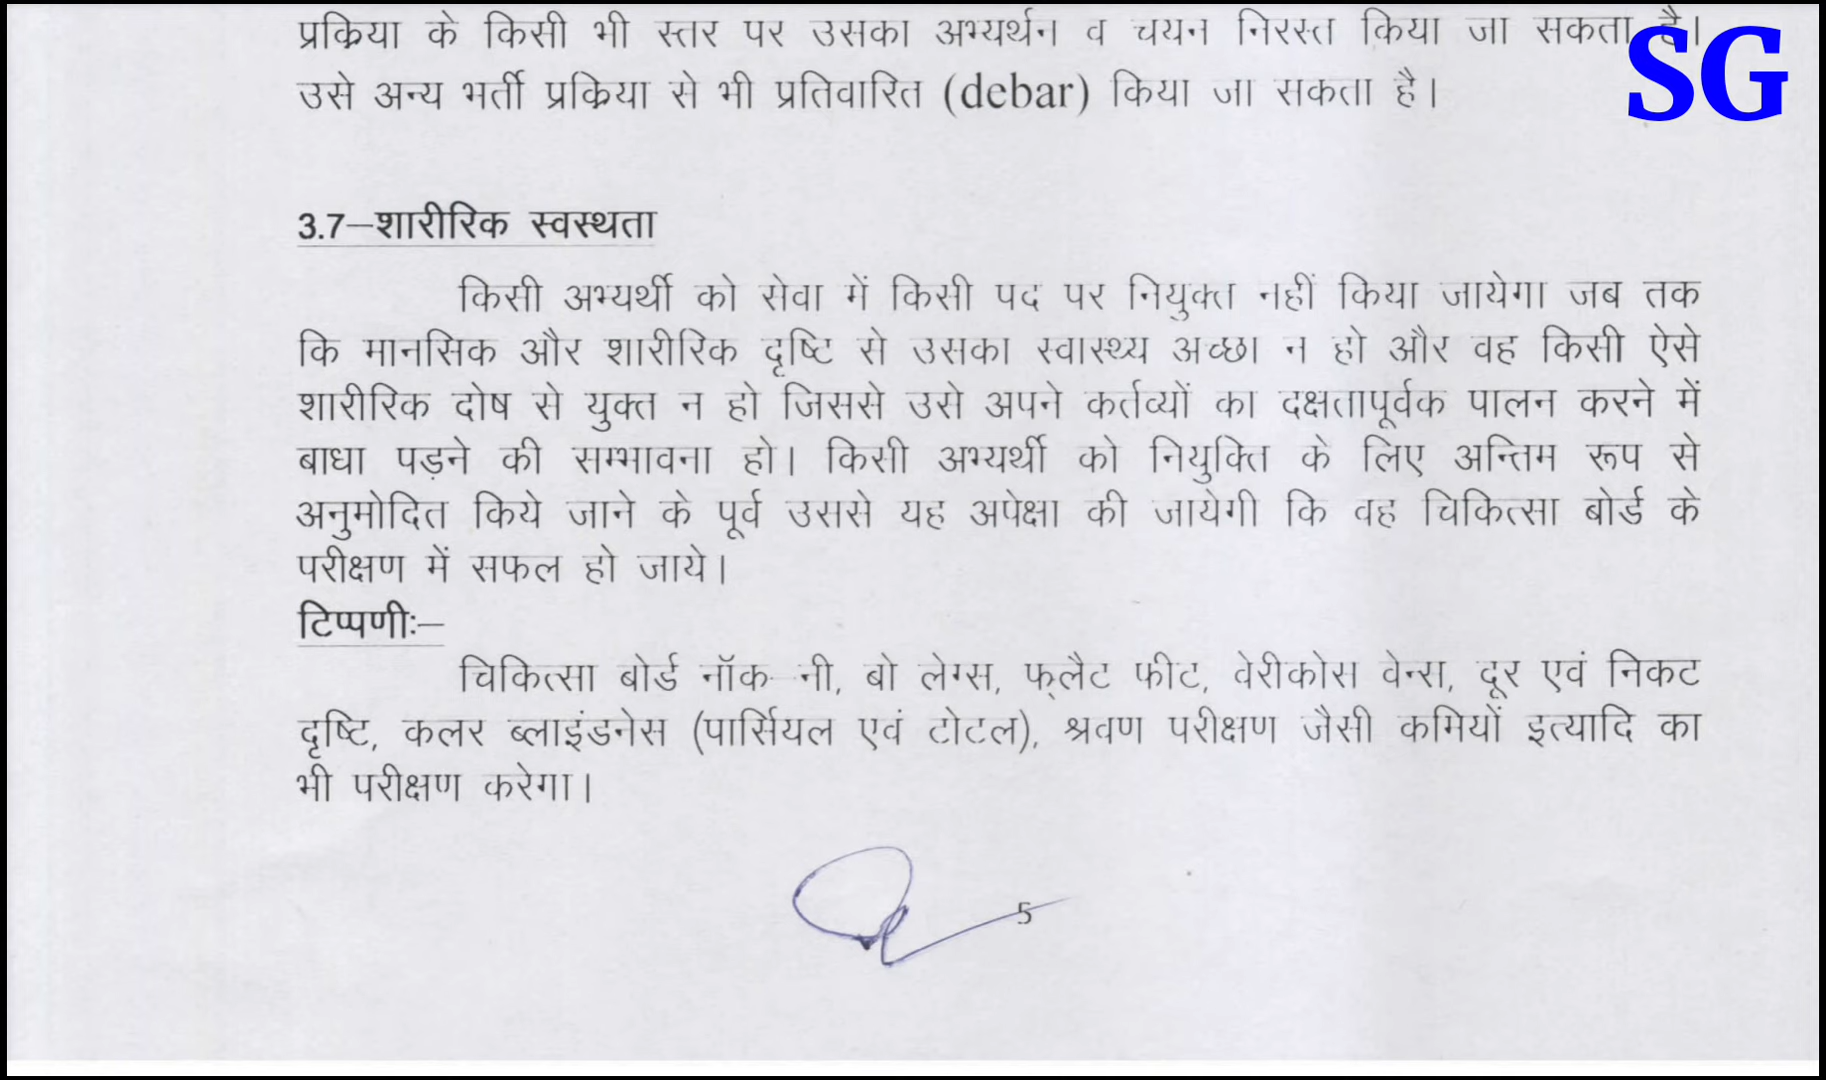 प्रक्रिया के किसी भी स्तर पर उसका अभ्यर्थन व चयन निरस्त किया जा सकता है।
SG
उसे अन्य भर्ती प्रक्रिया से भी प्रतिवारित (debar) किया जा सकता है।
3.7–शारीरिक स्वस्थता
किसी अभ्यर्थी को सेवा में किसी पद पर नियुक्त नहीं किया जायेगा जब तक
कि मानसिक और शारीरिक दृष्टि से उसका स्वास्थ्य अच्छा न हो और वह किसी ऐसे
शारीरिक दोष से युक्त न हो जिससे उसे अपने कर्तव्यों का दक्षतापूर्वक पालन करने में
बाधा पड़ने की सम्भावना हो। किसी अभ्यर्थी को नियुक्ति के लिए अन्तिम रूप से
अनुमोदित किये जाने के पूर्व उससे यह अपेक्षा की जायेगी कि वह चिकित्सा बोर्ड के
परीक्षण में सफल हो जाये।
टिप्पणीः–
चिकित्सा बोर्ड नॉक नी, बो लेग्स, फ्लैट फीट, वेरीकोस वेन्स, दूर एवं निकट
दृष्टि, कलर ब्लाइंडनेस (पार्सियल एवं टोटल), श्रवण परीक्षण जैसी कमियों इत्यादि का
भी परीक्षण करेगा।
5